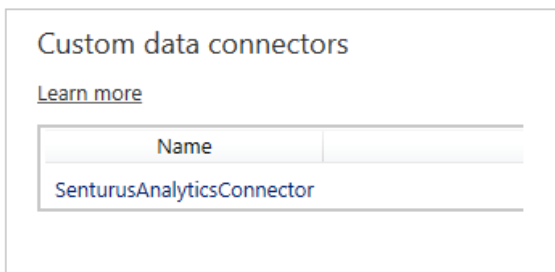 Custom data connectors
Learn more
Name
SenturusAnalyticsConnector